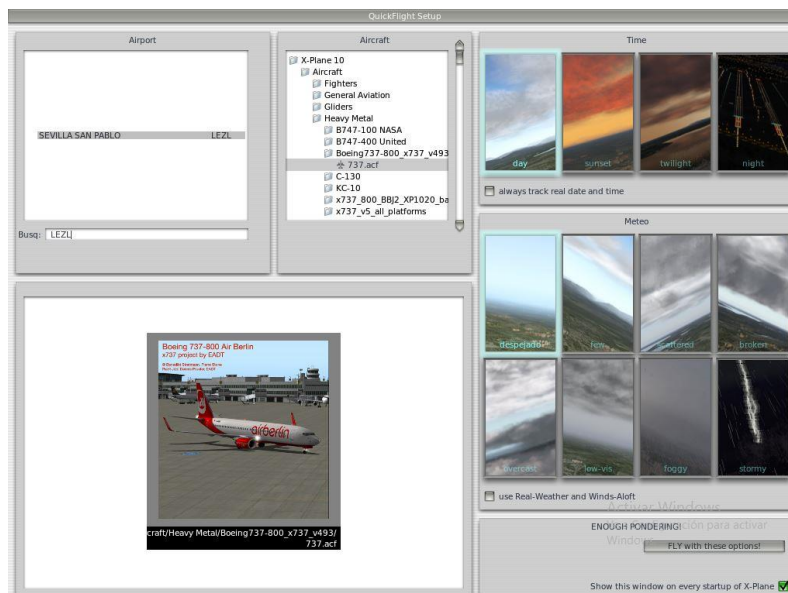 QuickFlight Setup
Airport
SEVILLA SAN PABLO LEZL
Busq: LEZL
Aircraft
X-Plane 10
Aircraft
Fighters
General Aviation
Gliders
Heavy Metal
B747-100 NASA
B747-400 United
Boeing737-800_x737_v493
737.acf
C-130
KC-10
x737_800_BBJ2_XP1020_ba
x737_v5_all_platforms
Time
day
sunset
twilight
night
always track real date and time
Meteo
despejado
few
scattered
broken
overcast
low-vis
foggy
stormy
use Real-Weather and Winds-Aloft
Boeing 737-800 Air Berlin
x737 project by EADT
airberlin
craft/Heavy Metal/Boeing737-800_x737_v493/
737.acf
Activar Windows
ción para activar
Windows
ENOUGH PONDERING!
FLY with these options!
Show this window on every startup of X-Plane